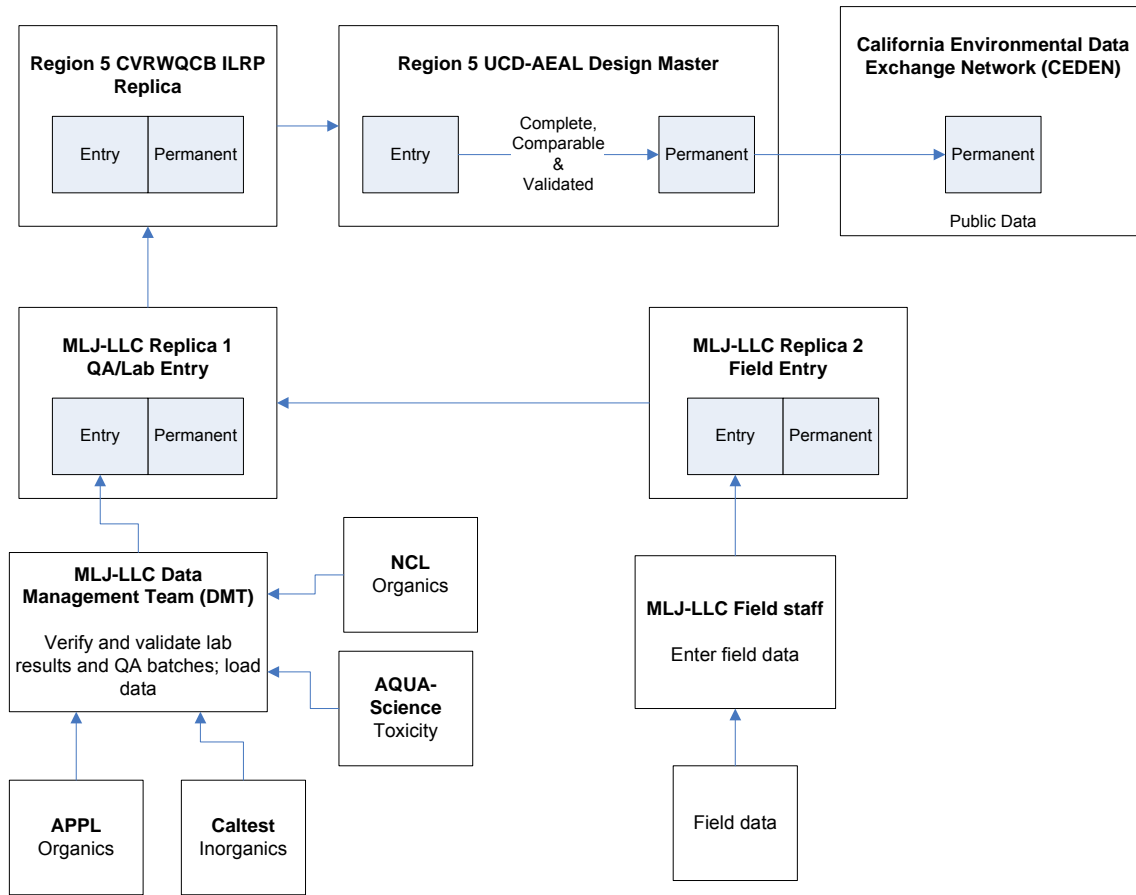 Region 5 CVRWQCB ILRP
Replica
Entry
Permanent
Region 5 UCD-AEAL Design Master
Entry
Complete,
Comparable
&
Validated
Permanent
California Environmental Data
Exchange Network (CEDEN)
Permanent
Public Data
MLJ-LLC Replica 1
QA/Lab Entry
Entry
Permanent
MLJ-LLC Replica 2
Field Entry
Entry
Permanent
MLJ-LLC Data
Management Team (DMT)
Verify and validate lab
results and QA batches; load
data
NCL
Organics
AQUA-
Science
Toxicity
MLJ-LLC Field staff
Enter field data
APPL
Organics
Caltest
Inorganics
Field data